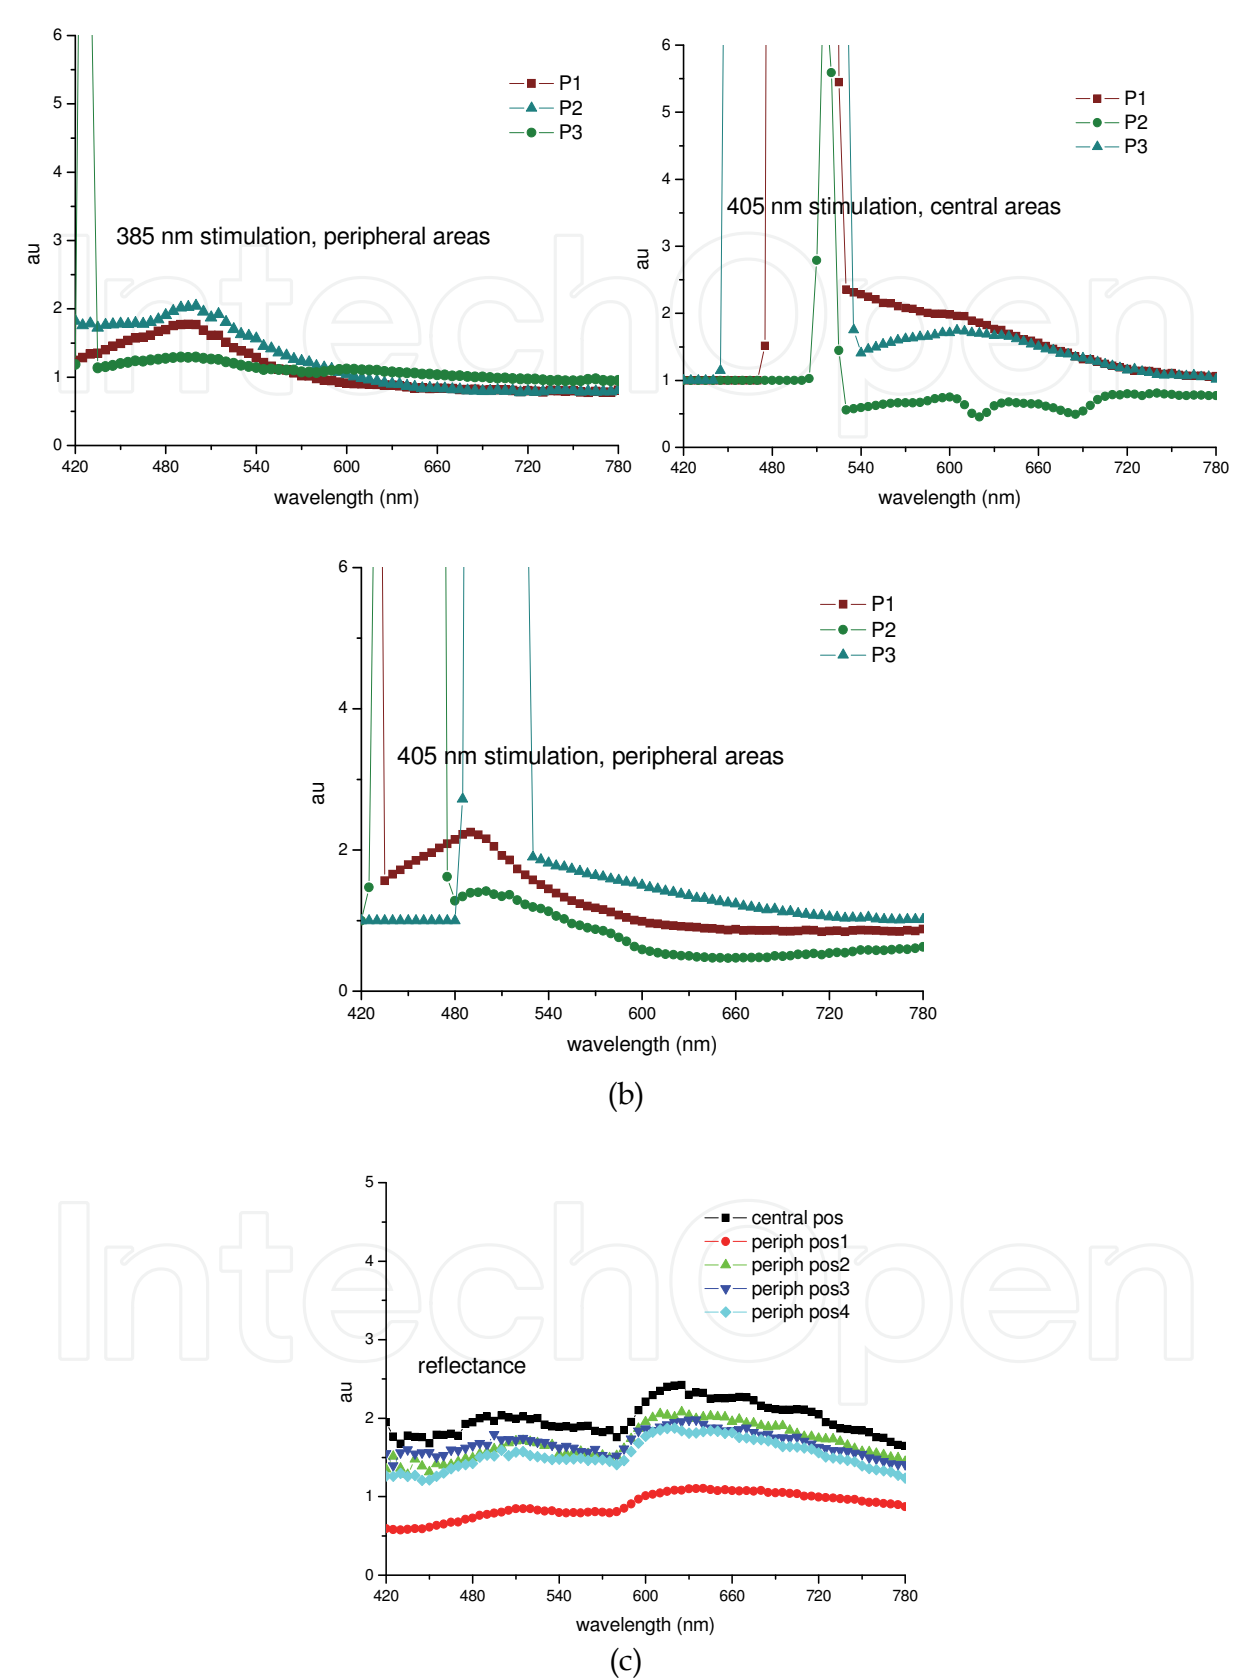 6
5
4
3
2
1
0
au
P1
P2
P3
385 nm stimulation, peripheral areas
420 480 540 600 660 720 780
wavelength (nm)
6
5
4
3
2
1
0
au
P1
P2
P3
405 nm stimulation, central areas
420 480 540 600 660 720 780
wavelength (nm)
IntechOpen
6
4
2
0
au
P1
P2
P3
405 nm stimulation, peripheral areas
420 480 540 600 660 720 780
wavelength (nm)
(b)
5
4
3
2
1
0
au
central pos
periph pos1
periph pos2
periph pos3
periph pos4
reflectance
420 480 540 600 660 720 780
wavelength (nm)
IntechOpen
(c)